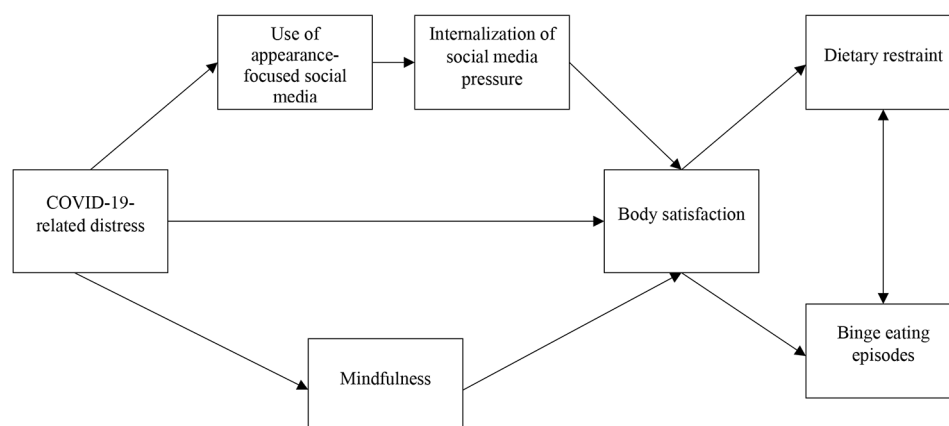 Use of
appearance-
focused social
media
Internalization of
social media
pressure
Dietary restraint
COVID-19-
related distress
Body satisfaction
Mindfulness
Binge eating
episodes